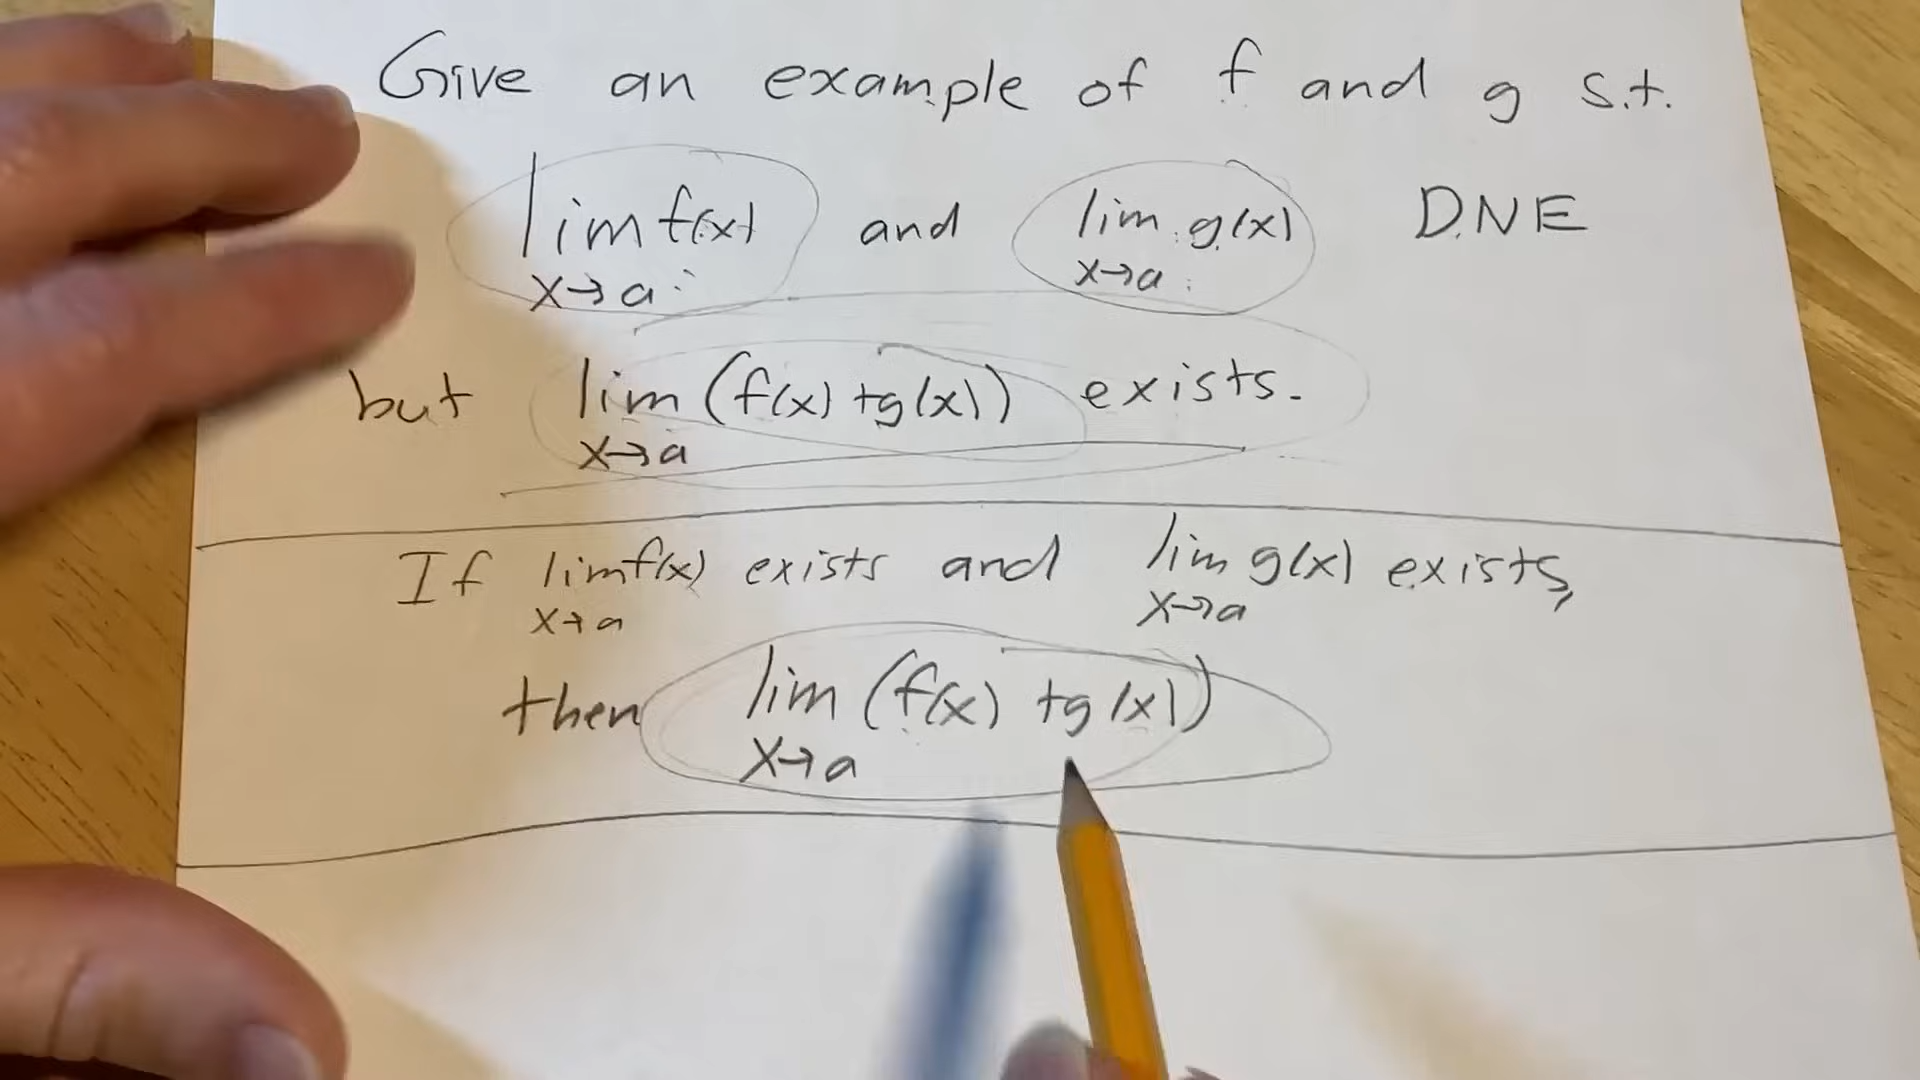 Give an example of f and g s.t.
lim f(x) and lim g(x) DNE
x→a x→a
but lim (f(x) + g(x)) exists.
x→a
If lim f(x) exists and lim g(x) exists,
x→a x→a
then lim (f(x) + g(x))
x→a